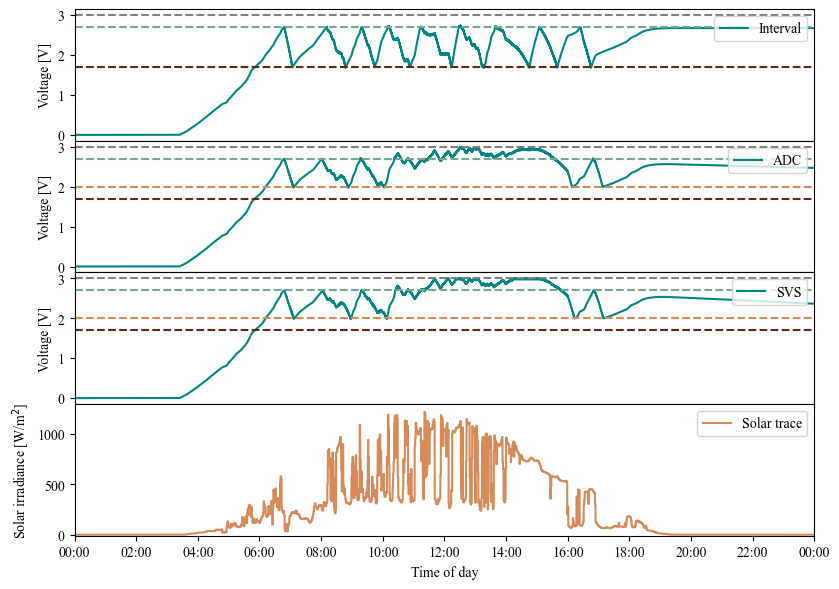 3
2
1
0
Voltage [V]
Interval
3
2
1
0
Voltage [V]
ADC
3
2
1
0
Voltage [V]
SVS
1000
500
0
Solar irradiance [W/m²]
Solar trace
00:00 02:00 04:00 06:00 08:00 10:00 12:00 14:00 16:00 18:00 20:00 22:00 00:00
Time of day